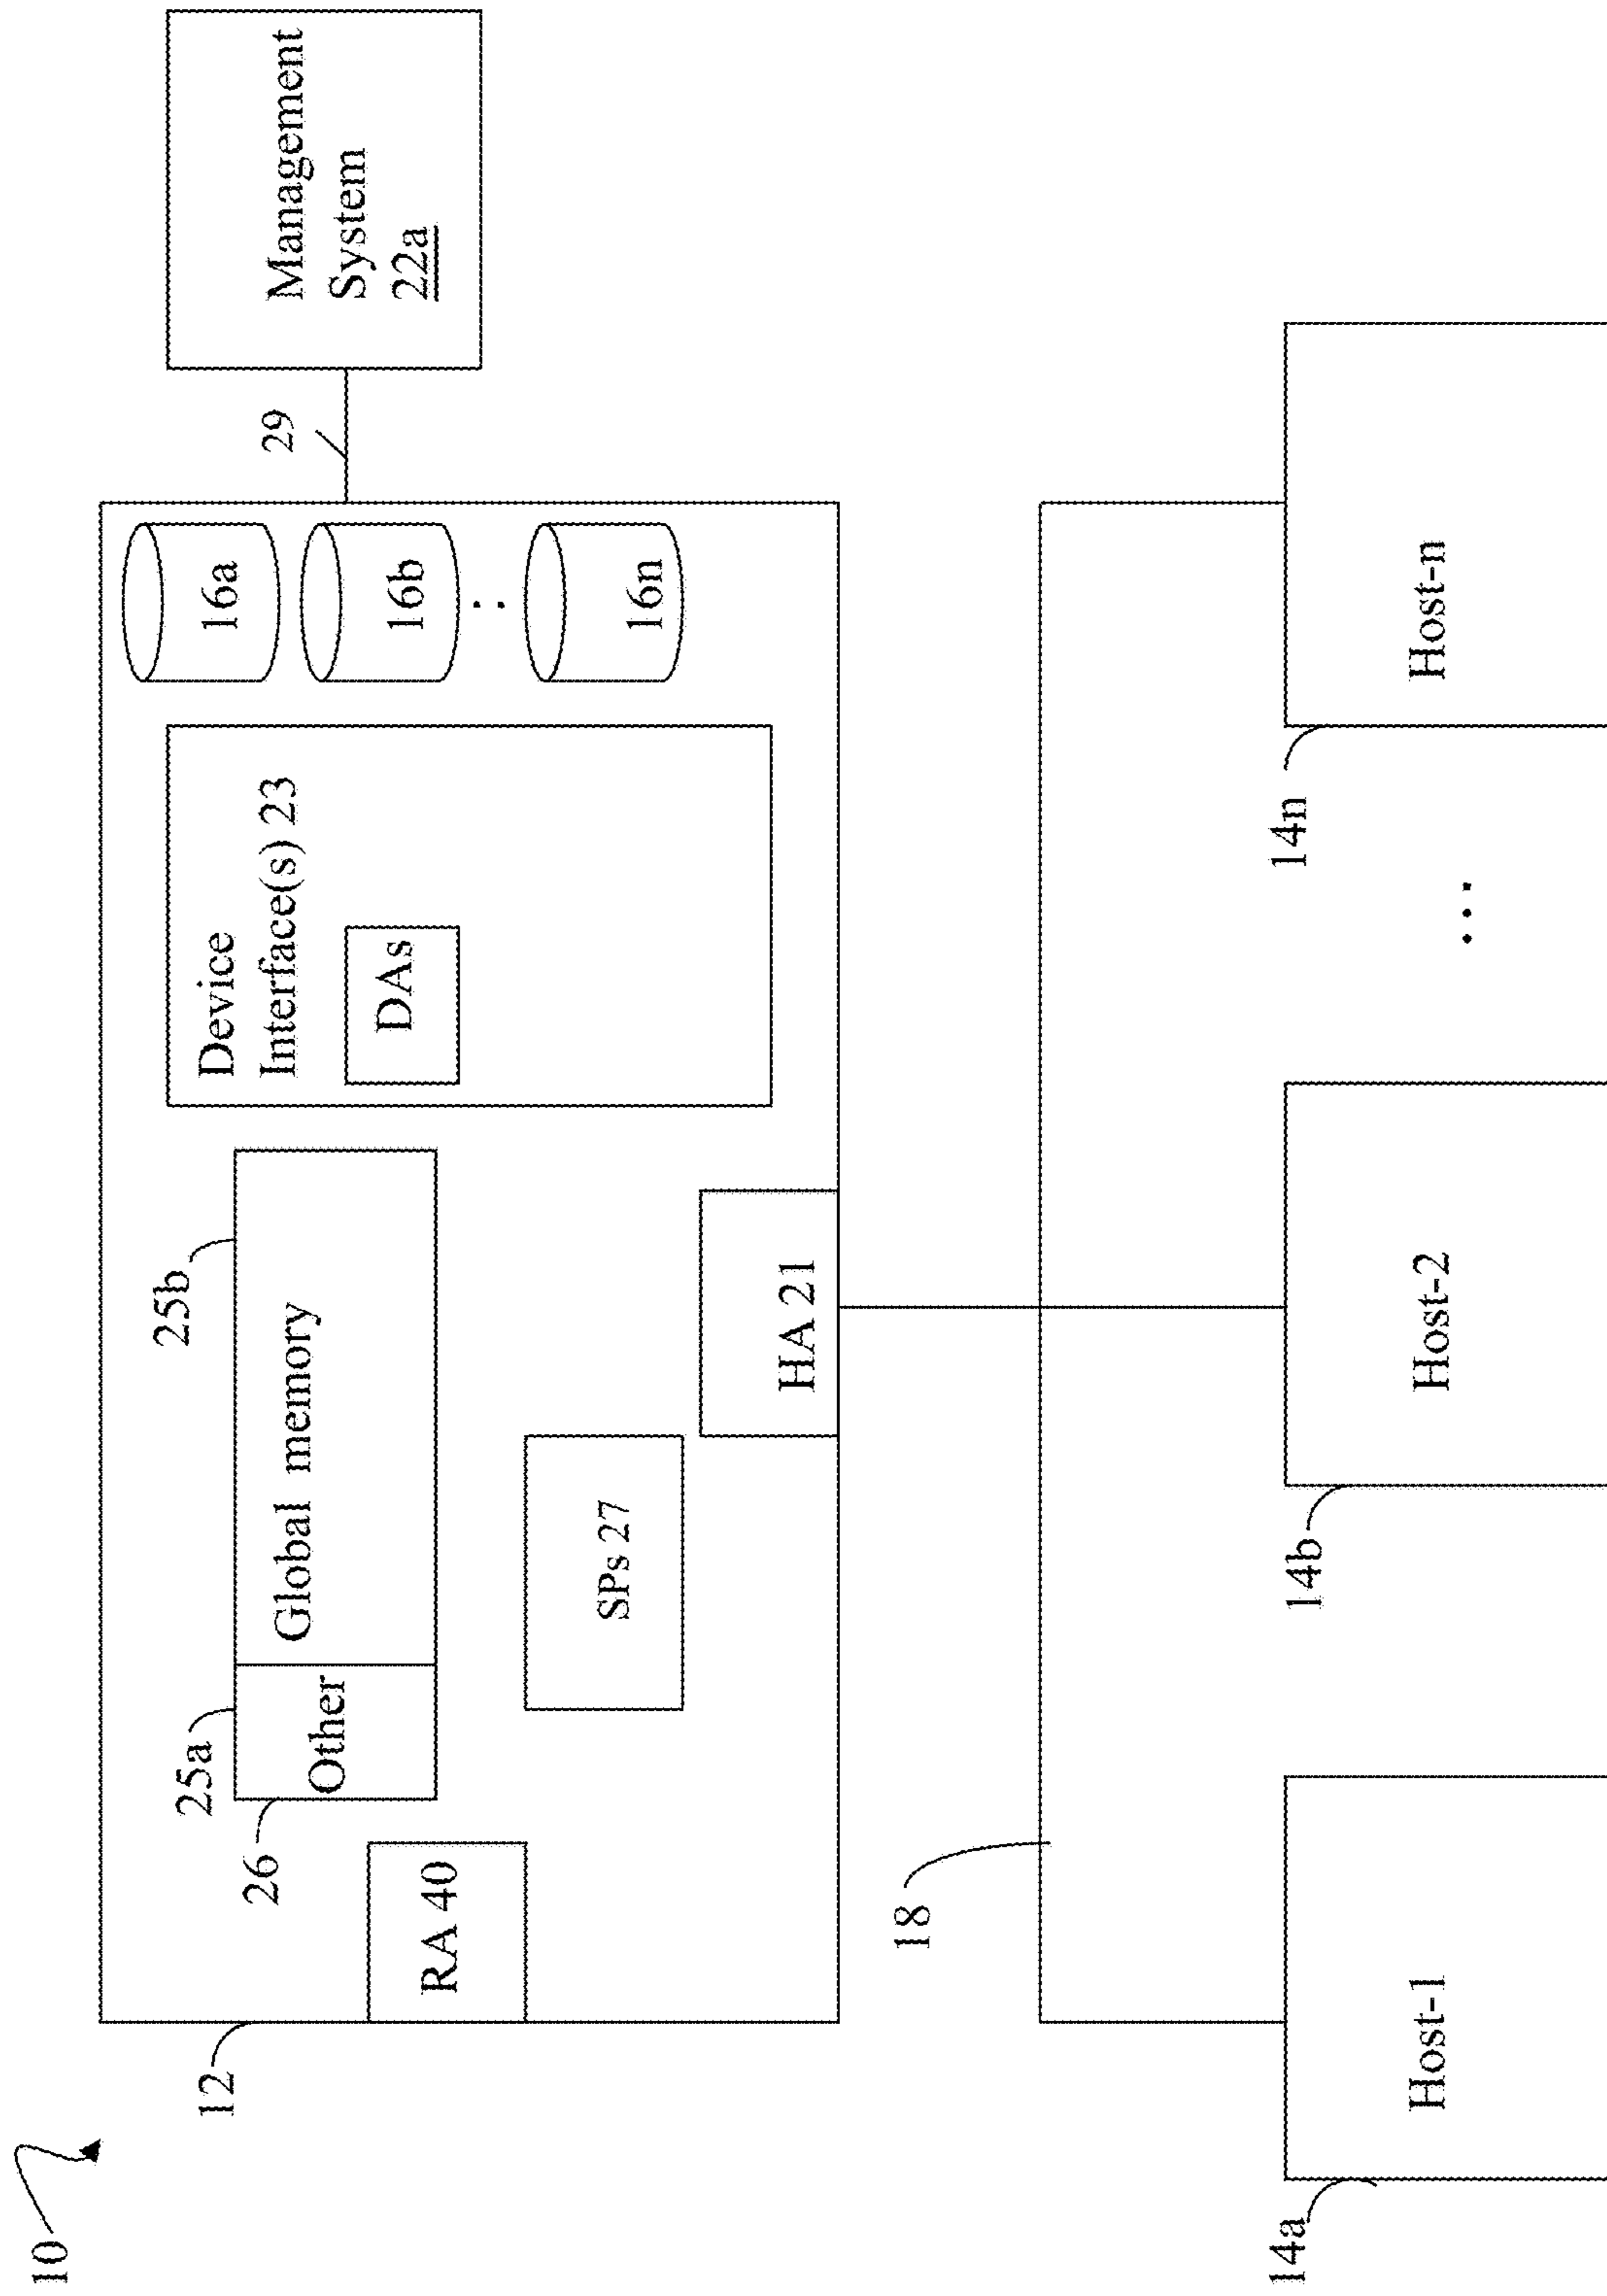 10
12
RA 40
26
25a
Other
25b
Global memory
SPs 27
HA 21
Device
Interface(s) 23
DAs
16a
16b
16n
29
Management
System
22a
18
14a
Host-1
14b
Host-2
...
14n
Host-n